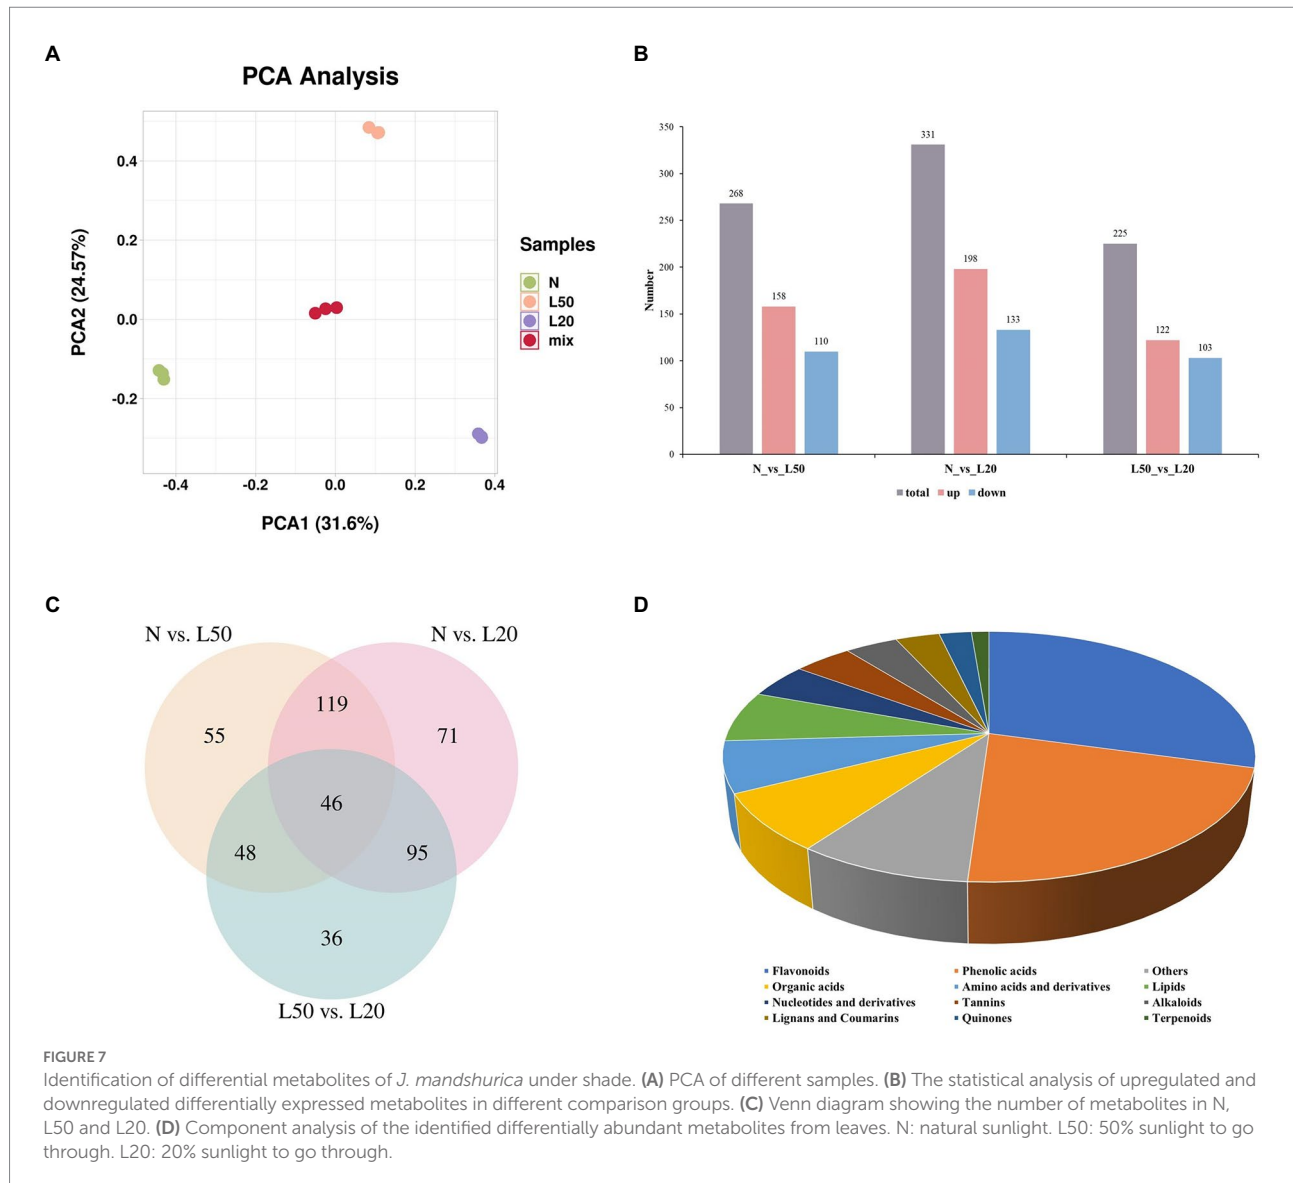 A
PCA Analysis
PCA2 (24.57%)
0.4
0.2
0.0
-0.2
-0.4
-0.2
0.0
0.2
0.4
PCA1 (31.6%)
Samples
N
L50
L20
mix
B
Number
350
300
250
200
150
100
50
0
268
158
110
331
198
133
225
122
103
N_vs_L50
N_vs_L20
L50_vs_L20
total up down
C
N vs. L50
N vs. L20
119
55
71
46
48
95
36
L50 vs. L20
D
Flavonoids Phenolic acids Others
Organic acids Amino acids and derivatives Lipids
Nucleotides and derivatives Tannins Alkaloids
Lignans and Coumarins Quinones Terpenoids
FIGURE 7
Identification of differential metabolites of J. mandshurica under shade. (A) PCA of different samples. (B) The statistical analysis of upregulated and
downregulated differentially expressed metabolites in different comparison groups. (C) Venn diagram showing the number of metabolites in N,
L50 and L20. (D) Component analysis of the identified differentially abundant metabolites from leaves. N: natural sunlight. L50: 50% sunlight to go
through. L20: 20% sunlight to go through.